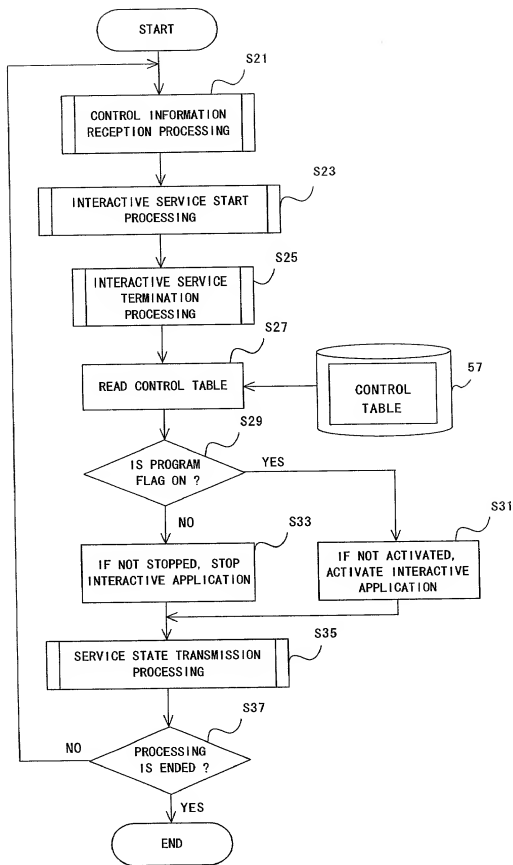 START
S21
CONTROL INFORMATION
RECEPTION PROCESSING
S23
INTERACTIVE SERVICE START
PROCESSING
S25
INTERACTIVE SERVICE
TERMINATION
PROCESSING
S27
READ CONTROL TABLE
57
CONTROL
TABLE
S29
IS PROGRAM
FLAG ON ?
YES
NO
S33
IF NOT STOPPED, STOP
INTERACTIVE APPLICATION
S31
IF NOT ACTIVATED,
ACTIVATE INTERACTIVE
APPLICATION
S35
SERVICE STATE TRANSMISSION
PROCESSING
S37
NO
PROCESSING
IS ENDED ?
YES
END